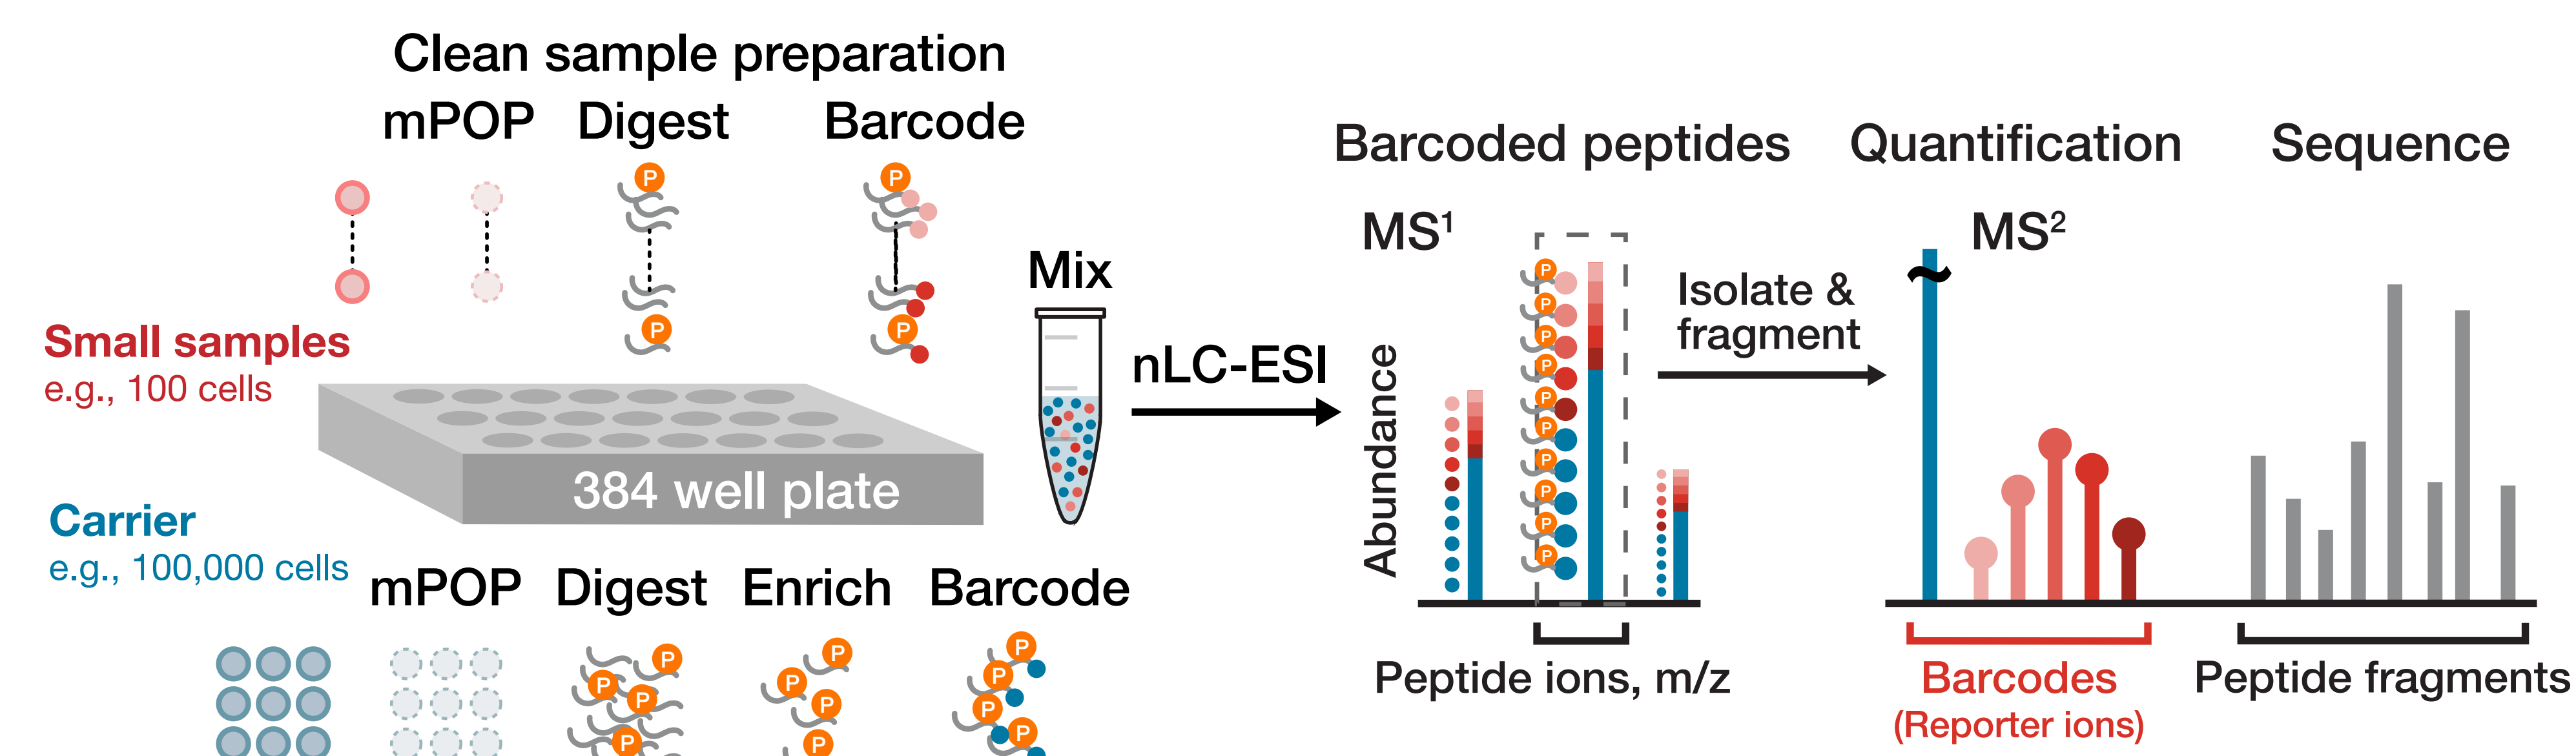 Clean sample preparation
mPOP Digest Barcode
P P
P P
Small samples
e.g., 100 cells
384 well plate
Carrier
e.g., 100,000 cells
mPOP Digest Enrich Barcode
P P P
P P P
P P P
P P P
Mix
nLC-ESI
Barcoded peptides
MS¹
Abundance
P
P
P
P
P
P
P
P
P
P
Peptide ions, m/z
Isolate &
fragment
Quantification
Sequence
MS²
Barcodes
(Reporter ions)
Peptide fragments